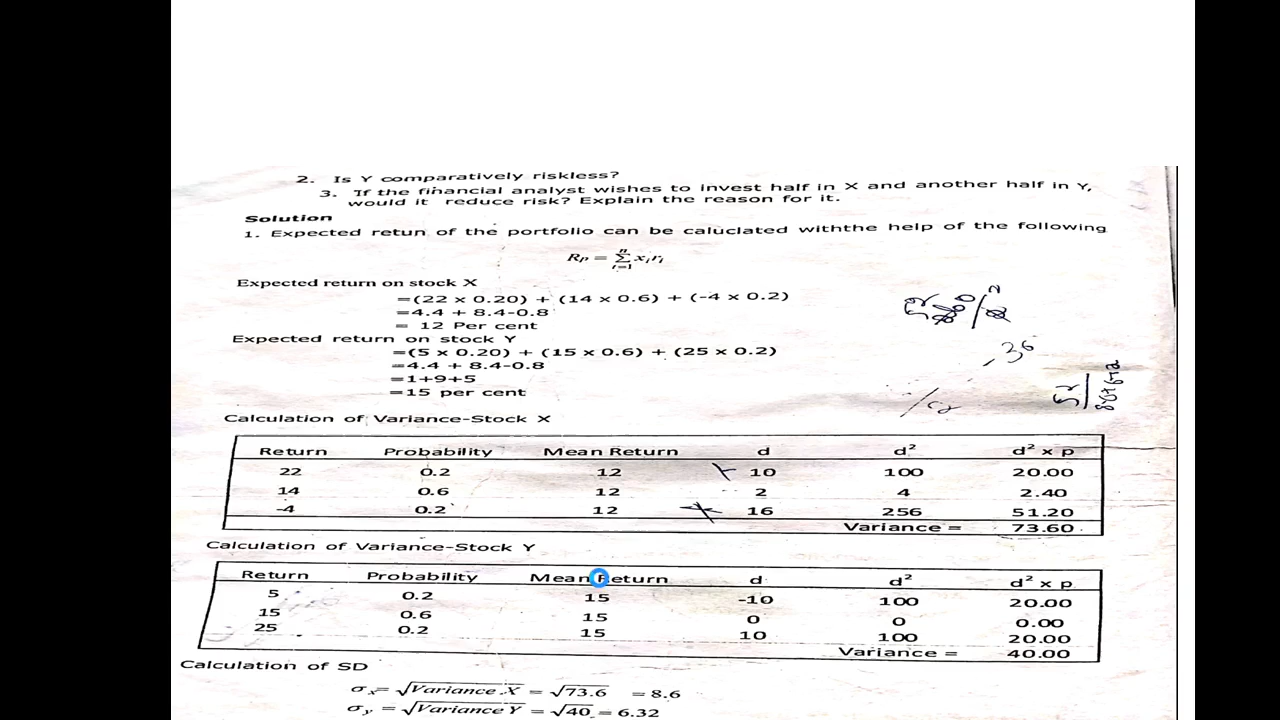 2. Is Y comparatively riskless?
3. If the financial analyst wishes to invest half in X and another half in Y,
would it reduce risk? Explain the reason for it.
Solution
1. Expected retun of the portfolio can be caluclated withthe help of the following
Rp = Σ xᵢrᵢ
Expected return on stock X
=(22 x 0.20) + (14 x 0.6) + (-4 x 0.2)
=4.4 + 8.4-0.8
= 12 Per cent
Expected return on stock Y
=(5 x 0.20) + (15 x 0.6) + (25 x 0.2)
=4.4 + 8.4-0.8
=1+9+5
=15 per cent
- 36
Calculation of Variance-Stock X
Return Probability Mean Return d d² d² x p
22 0.2 12 10 100 20.00
14 0.6 12 2 4 2.40
-4 0.2 12 16 256 51.20
Variance = 73.60
Calculation of Variance-Stock Y
Return Probability Mean Return d d² d² x p
5 0.2 15 -10 100 20.00
15 0.6 15 0 0 0.00
25 0.2 15 10 100 20.00
Variance = 40.00
Calculation of SD
σx= √Variance X = √73.6 =8.6
σy = √Variance Y = √40 = 6.32